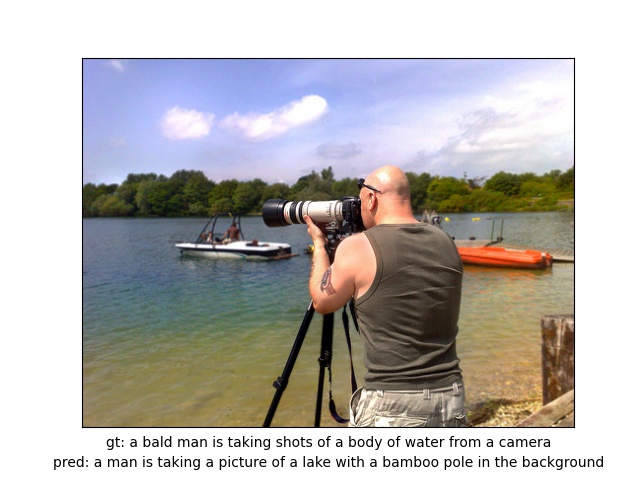 gt: a bald man is taking shots of a body of water from a camera
pred: a man is taking a picture of a lake with a bamboo pole in the background